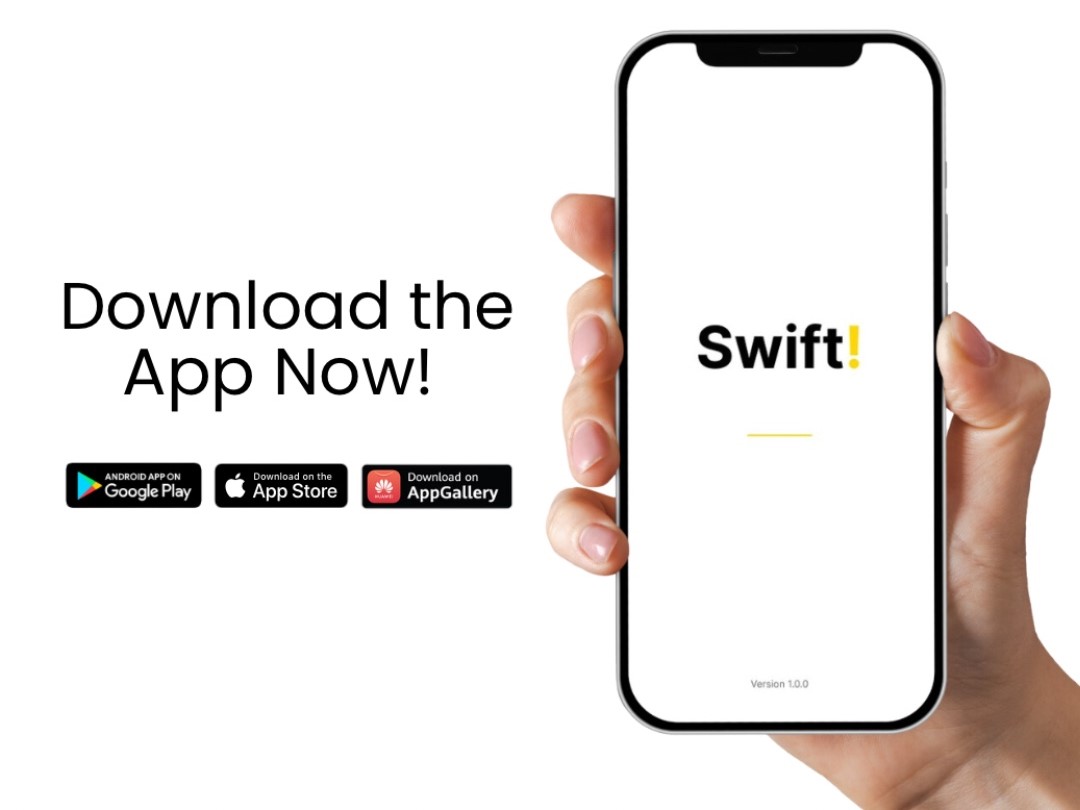 Download the
App Now!
ANDROID APP ON
Google Play
Download on the
App Store
HUAWEI
Download on
AppGallery
Swift!
Version 1.0.0